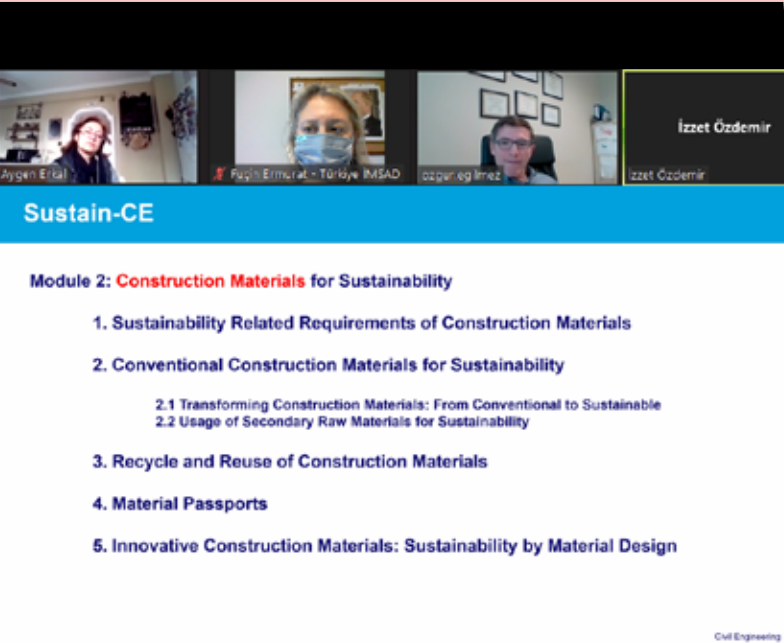 İzzet Özdemir
Aygen Erkal
Fuçin Ermurat - Türkiye İMSAD
ozgur.egilmez
İzzet Özdemir
Sustain-CE
Module 2: Construction Materials for Sustainability
1. Sustainability Related Requirements of Construction Materials
2. Conventional Construction Materials for Sustainability
2.1 Transforming Construction Materials: From Conventional to Sustainable
2.2 Usage of Secondary Raw Materials for Sustainability
3. Recycle and Reuse of Construction Materials
4. Material Passports
5. Innovative Construction Materials: Sustainability by Material Design
Civil Engineering